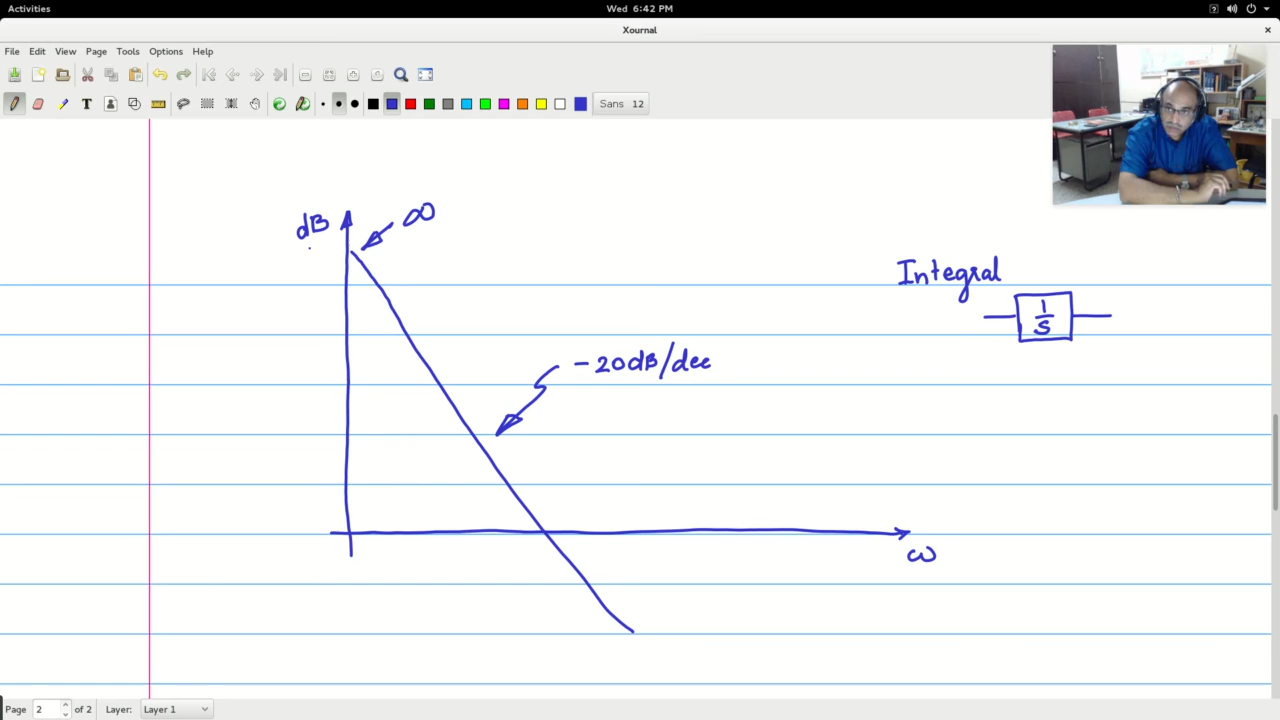 Activities
Wed 6:42 PM
Xournal
File Edit View Page Tools Options Help
Sans 12
dB
∞
Integral
1
S
-20dB/dec
ω
Page 2 of 2 Layer: Layer 1